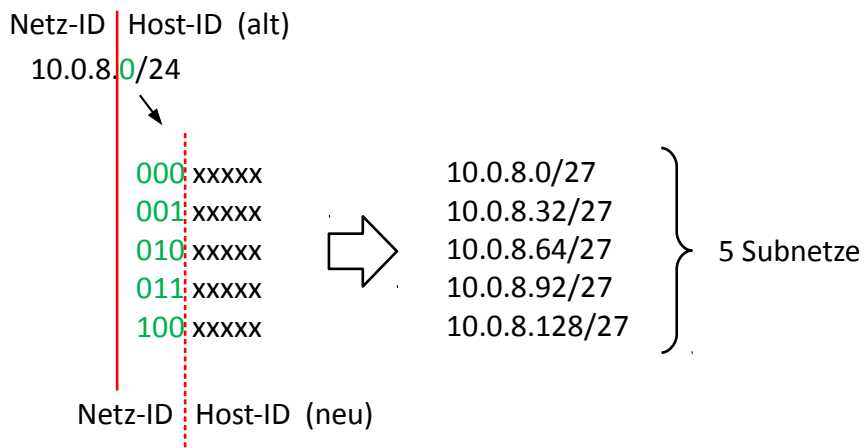 Netz-ID Host-ID (alt)
10.0.8.0/24
000 xxxxx 10.0.8.0/27
001 xxxxx 10.0.8.32/27
010 xxxxx 10.0.8.64/27
011 xxxxx 10.0.8.92/27
100 xxxxx 10.0.8.128/27
5 Subnetze
Netz-ID Host-ID (neu)